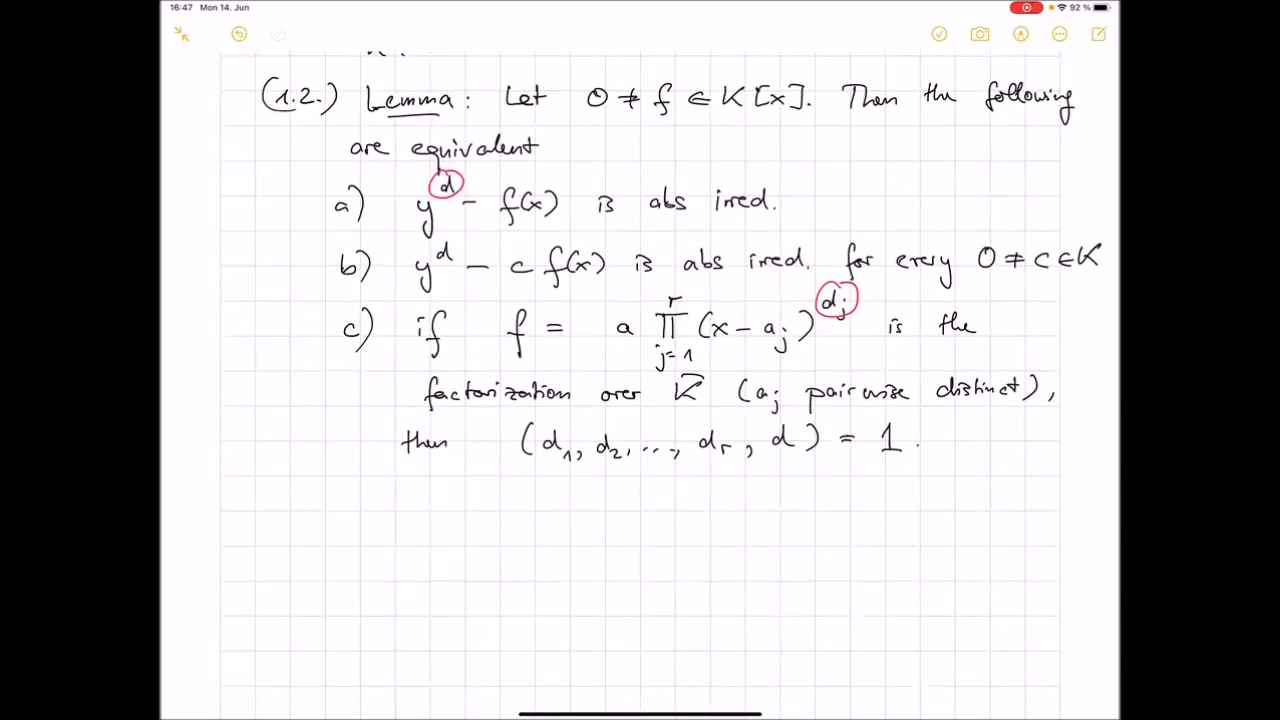 16:47 Mon 14. Jun 92 %
(1.2.) Lemma: Let 0 ≠ f ∈ K[x]. Then the following
are equivalent
a) y^d - f(x) is abs irred.
b) y^d - c f(x) is abs irred. for every 0 ≠ c ∈ K
c) if f = a ∏_{j=1}^{r} (x - a_j)^{d_j} is the
factorization over K̄ (a_j pairwise distinct),
then (d_1, d_2, ..., d_r, d) = 1.